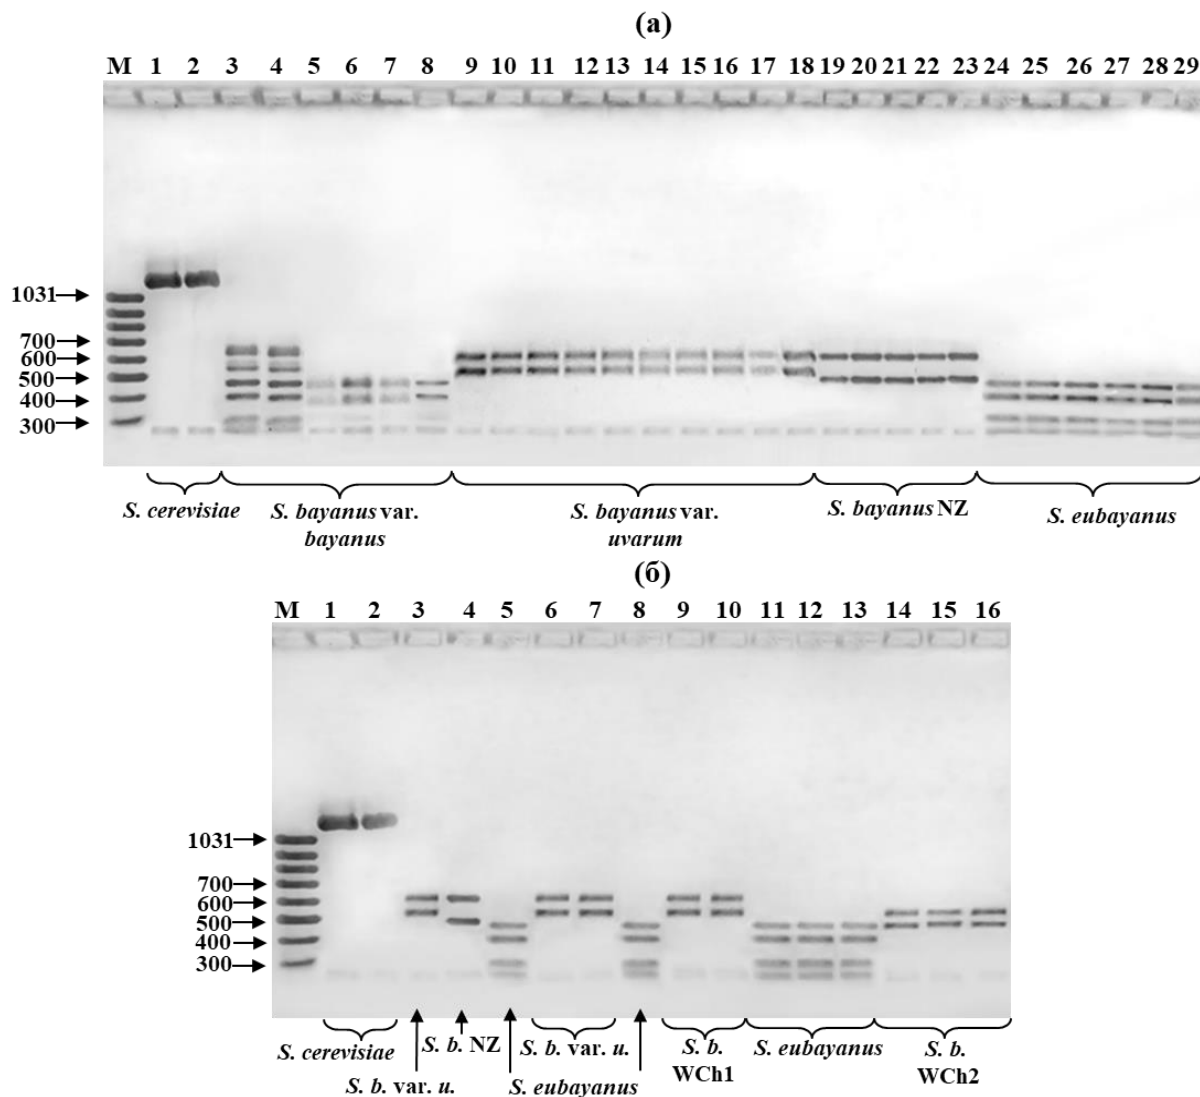 (а)
M 1 2 3 4 5 6 7 8 9 10 11 12 13 14 15 16 17 18 19 20 21 22 23 24 25 26 27 28 29
1031
700
600
500
400
300
S. cerevisiae
S. bayanus var.
bayanus
S. bayanus var.
uvarum
S. bayanus NZ
S. eubayanus
(б)
M 1 2 3 4 5 6 7 8 9 10 11 12 13 14 15 16
1031
700
600
500
400
300
S. cerevisiae
S. b. var. u.
S. b. NZ
S. eubayanus
S. b. var. u.
S. b.
WCh1
S. eubayanus
S. b.
WCh2